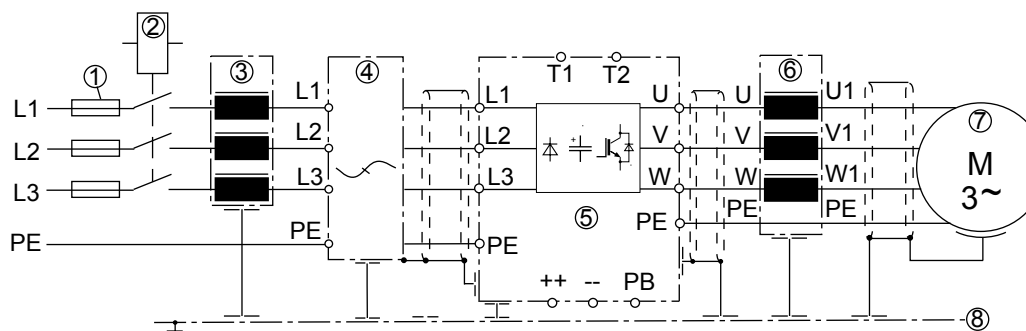 ② 
① ③ ④ T1 T2 ⑥
L1 L1 L1 U U U1 ⑦
L2 L2 L2 V V V1 M
L3 L3 L3 W W W1 3~
⑤
PE PE PE PE PE PE
++ -- PB
⑧